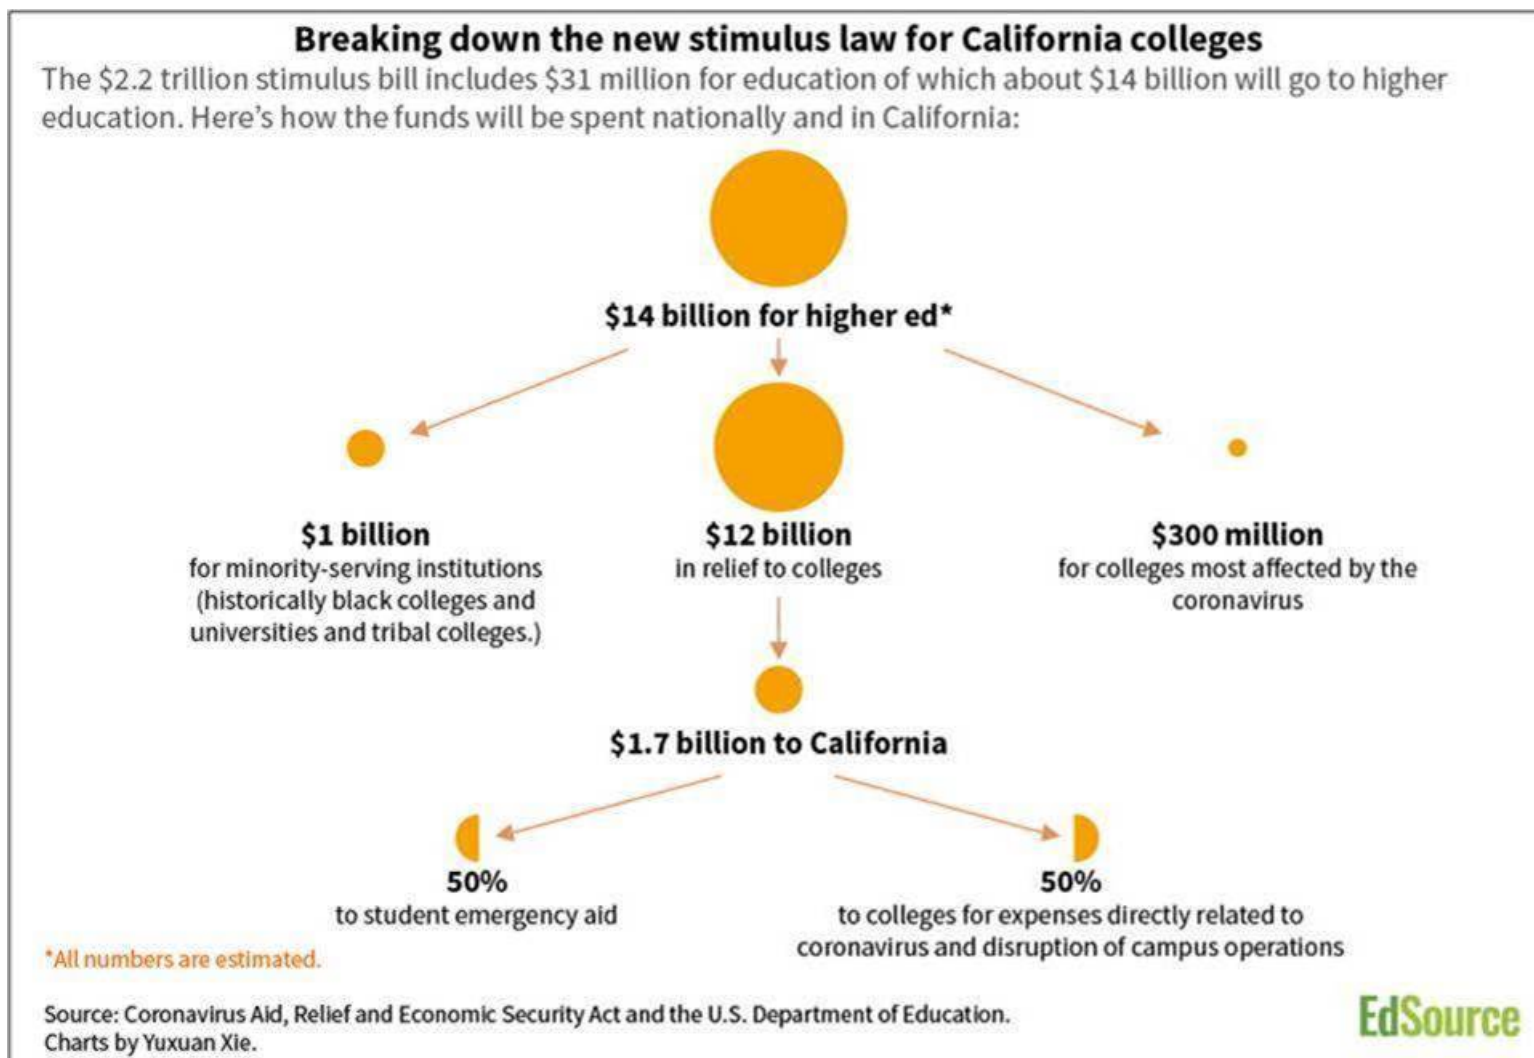 Breaking down the new stimulus law for California colleges
The $2.2 trillion stimulus bill includes $31 million for education of which about $14 billion will go to higher
education. Here's how the funds will be spent nationally and in California:
$14 billion for higher ed*
$1 billion
for minority-serving institutions
(historically black colleges and
universities and tribal colleges.)
$12 billion
in relief to colleges
$300 million
for colleges most affected by the
coronavirus
$1.7 billion to California
50%
to student emergency aid
50%
to colleges for expenses directly related to
coronavirus and disruption of campus operations
*All numbers are estimated.
Source: Coronavirus Aid, Relief and Economic Security Act and the U.S. Department of Education.
Charts by Yuxuan Xie.
EdSource